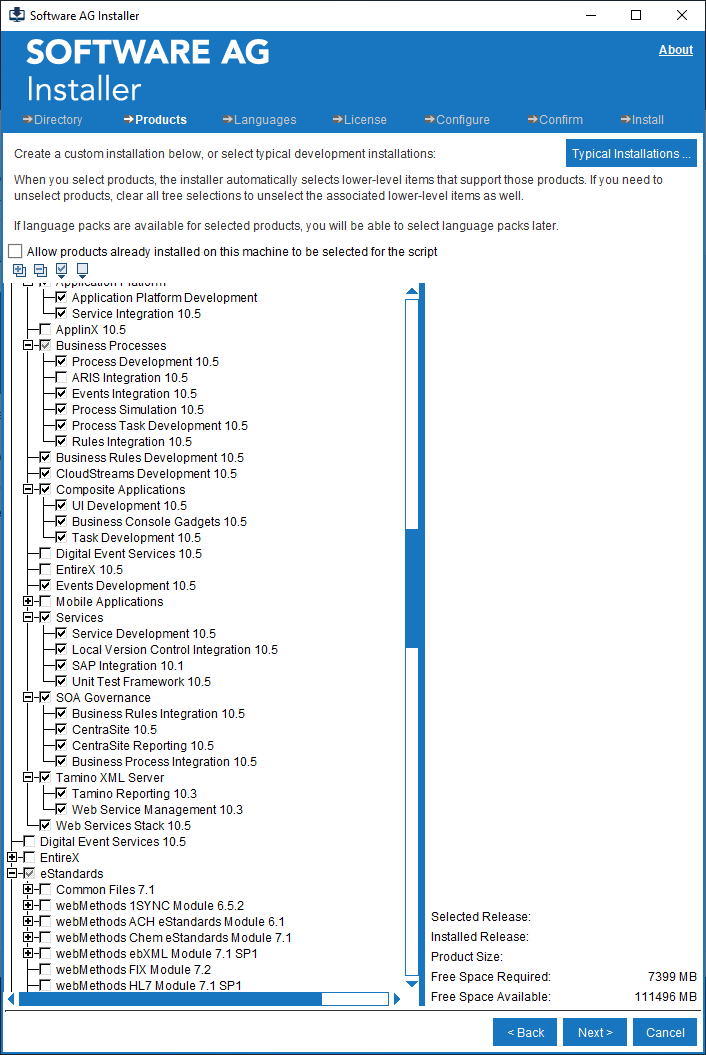 Software AG Installer
SOFTWARE AG
Installer
About
Directory
Products
Languages
License
Configure
Confirm
Install
Create a custom installation below, or select typical development installations:
Typical Installations ...
When you select products, the installer automatically selects lower-level items that support those products. If you need to
unselect products, clear all tree selections to unselect the associated lower-level items as well.
If language packs are available for selected products, you will be able to select language packs later.
Allow products already installed on this machine to be selected for the script
Application Platform
Application Platform Development
Service Integration 10.5
ApplinX 10.5
Business Processes
Process Development 10.5
ARIS Integration 10.5
Events Integration 10.5
Process Simulation 10.5
Process Task Development 10.5
Rules Integration 10.5
Business Rules Development 10.5
CloudStreams Development 10.5
Composite Applications
UI Development 10.5
Business Console Gadgets 10.5
Task Development 10.5
Digital Event Services 10.5
EntireX 10.5
Events Development 10.5
Mobile Applications
Services
Service Development 10.5
Local Version Control Integration 10.5
SAP Integration 10.1
Unit Test Framework 10.5
SOA Governance
Business Rules Integration 10.5
CentraSite 10.5
CentraSite Reporting 10.5
Business Process Integration 10.5
Tamino XML Server
Tamino Reporting 10.3
Web Service Management 10.3
Web Services Stack 10.5
Digital Event Services 10.5
EntireX
eStandards
Common Files 7.1
webMethods 1SYNC Module 6.5.2
webMethods ACH eStandards Module 6.1
webMethods Chem eStandards Module 7.1
webMethods ebXML Module 7.1 SP1
webMethods FIX Module 7.2
webMethods HL7 Module 7.1 SP1
Selected Release:
Installed Release:
Product Size:
Free Space Required: 7399 MB
Free Space Available: 111496 MB
< Back
Next >
Cancel